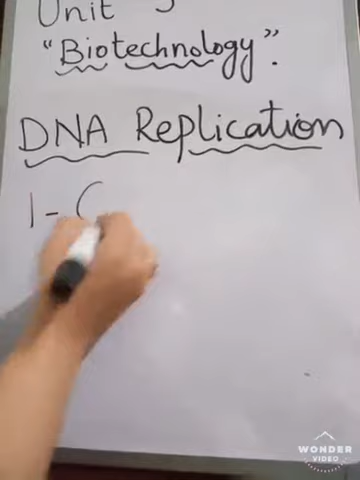 Unit
"Biotechnology".
DNA Replication
1- C
WONDER
VIDEO